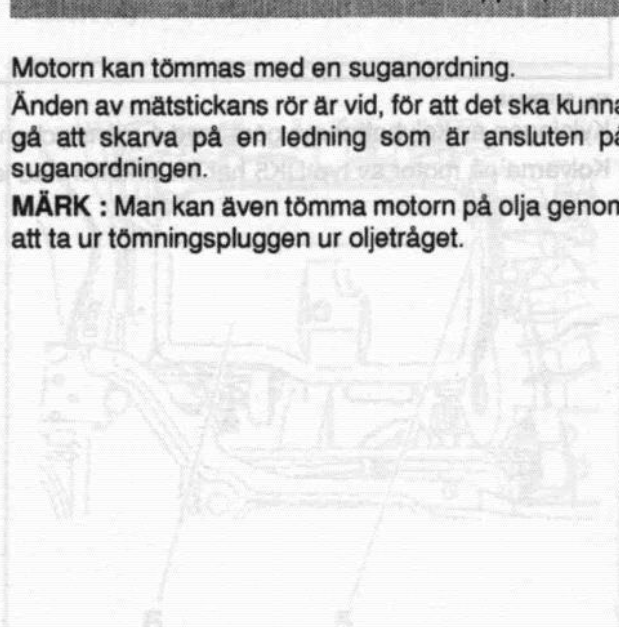 Motorn kan tömmas med en suganordning.
Änden av mätstickans rör är vid, för att det ska kunna
gå att skarva på en ledning som är ansluten på
suganordningen.
MÄRK : Man kan även tömma motorn på olja genom
att ta ur tömningspluggen ur oljetråget.